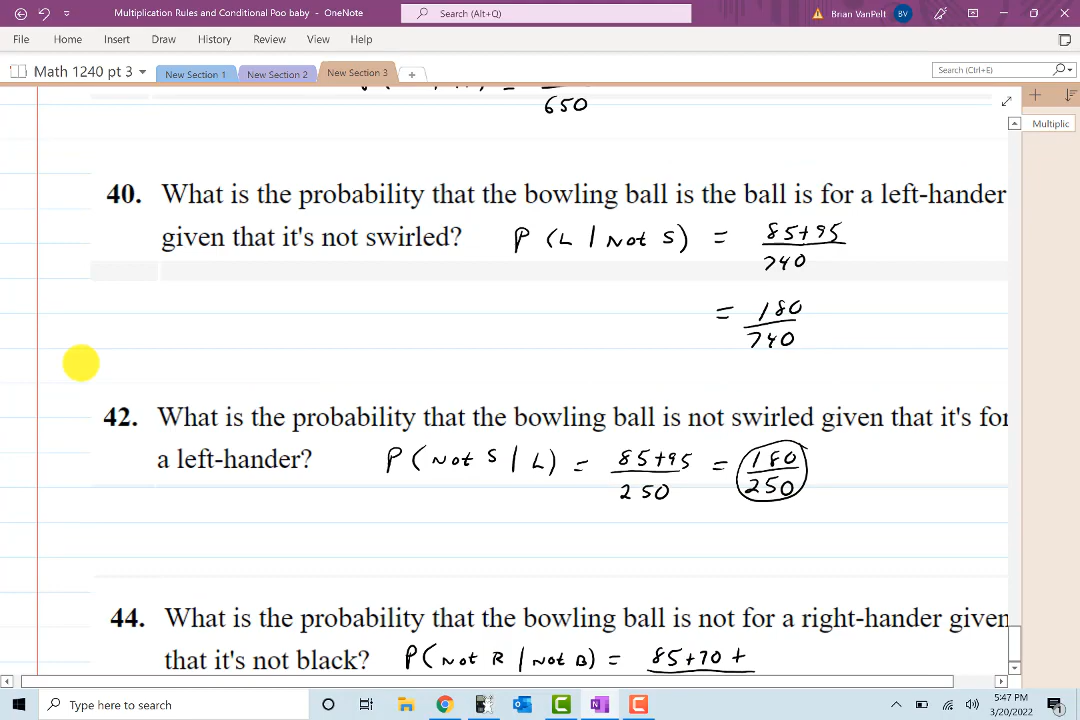 Multiplication Rules and Conditional Poo baby - OneNote
Search (Alt+Q)
Brian VanPelt
BV
File Home Insert Draw History Review View Help
Math 1240 pt 3
New Section 1
New Section 2
New Section 3
Search (Ctrl+E)
Multiplic
650
40. What is the probability that the bowling ball is the ball is for a left-hander
given that it's not swirled? P (L | Not S) = 85+95
740
= 180
740
42. What is the probability that the bowling ball is not swirled given that it's for
a left-hander? P (Not S | L) = 85+95 = 180
250 250
44. What is the probability that the bowling ball is not for a right-hander given
that it's not black? P (Not R | Not B) = 85+70+
Type here to search
5:47 PM
3/20/2022